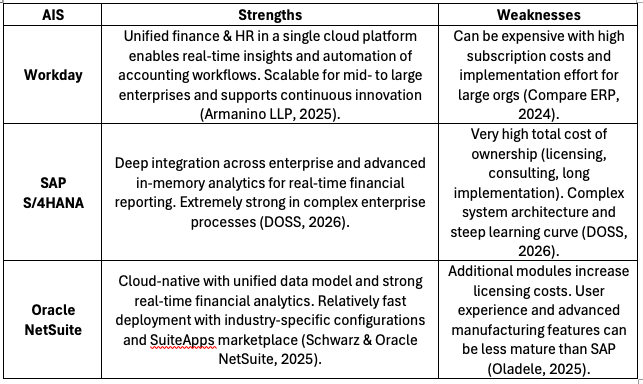 AIS Strengths Weaknesses
Workday
Unified finance & HR in a single cloud platform
enables real-time insights and automation of
accounting workflows. Scalable for mid- to large
enterprises and supports continuous innovation
(Armanino LLP, 2025).
Can be expensive with high
subscription costs and
implementation effort for
large orgs (Compare ERP,
2024).
SAP
S/4HANA
Deep integration across enterprise and advanced
in-memory analytics for real-time financial
reporting. Extremely strong in complex enterprise
processes (DOSS, 2026).
Very high total cost of
ownership (licensing,
consulting, long
implementation). Complex
system architecture and
steep learning curve (DOSS,
2026).
Oracle
NetSuite
Cloud-native with unified data model and strong
real-time financial analytics. Relatively fast
deployment with industry-specific configurations
and SuiteApps marketplace (Schwarz & Oracle
NetSuite, 2025).
Additional modules increase
licensing costs. User
experience and advanced
manufacturing features can
be less mature than SAP
(Oladele, 2025).